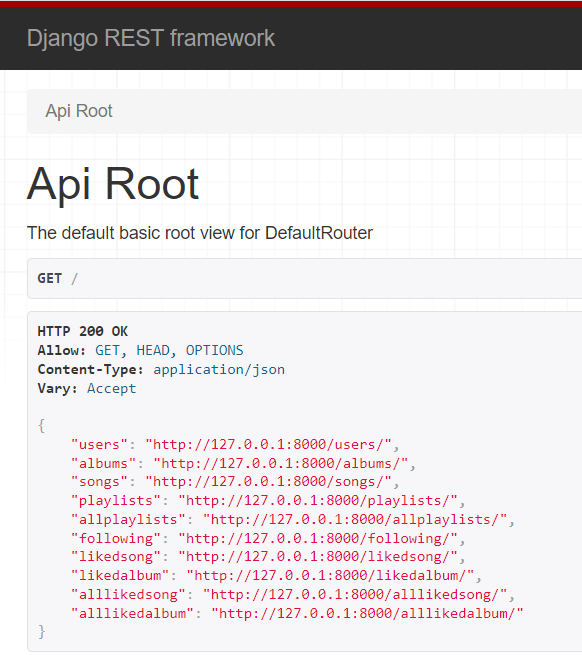 Django REST framework
Api Root
Api Root
The default basic root view for DefaultRouter
GET /
HTTP 200 OK
Allow: GET, HEAD, OPTIONS
Content-Type: application/json
Vary: Accept
{
    "users": "http://127.0.0.1:8000/users/",
    "albums": "http://127.0.0.1:8000/albums/",
    "songs": "http://127.0.0.1:8000/songs/",
    "playlists": "http://127.0.0.1:8000/playlists/",
    "allplaylists": "http://127.0.0.1:8000/allplaylists/",
    "following": "http://127.0.0.1:8000/following/",
    "likedsong": "http://127.0.0.1:8000/likedsong/",
    "likedalbum": "http://127.0.0.1:8000/likedalbum/",
    "alllikedsong": "http://127.0.0.1:8000/alllikedsong/",
    "alllikedalbum": "http://127.0.0.1:8000/alllikedalbum/"
}